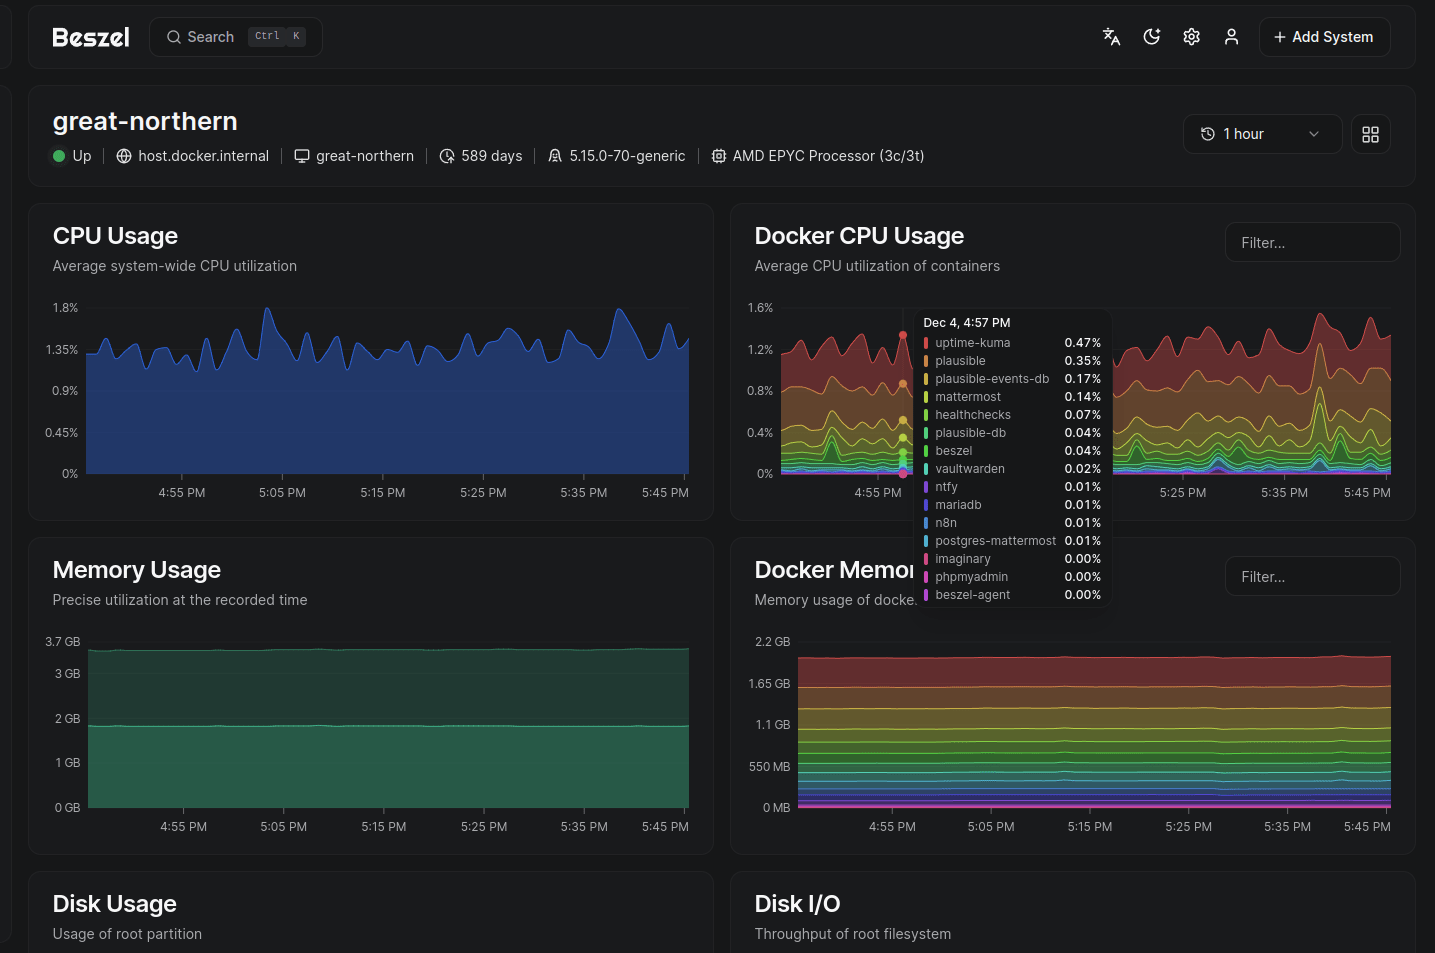 Beszel
Search Ctrl K
Add System
great-northern
Up host.docker.internal great-northern 589 days 5.15.0-70-generic AMD EPYC Processor (3c/3t)
1 hour
CPU Usage
Average system-wide CPU utilization
1.8%
1.35%
0.9%
0.45%
0%
4:55 PM 5:05 PM 5:15 PM 5:25 PM 5:35 PM 5:45 PM
Docker CPU Usage
Average CPU utilization of containers
Filter...
1.6%
1.2%
0.8%
0.4%
0%
4:55 PM 5:25 PM 5:35 PM 5:45 PM
Dec 4, 4:57 PM
uptime-kuma 0.47%
plausible 0.35%
plausible-events-db 0.17%
mattermost 0.14%
healthchecks 0.07%
plausible-db 0.04%
beszel 0.04%
vaultwarden 0.02%
ntfy 0.01%
mariadb 0.01%
n8n 0.01%
postgres-mattermost 0.01%
imaginary 0.00%
phpmyadmin 0.00%
beszel-agent 0.00%
Memory Usage
Precise utilization at the recorded time
3.7 GB
3 GB
2 GB
1 GB
0 GB
4:55 PM 5:05 PM 5:15 PM 5:25 PM 5:35 PM 5:45 PM
Docker Memor
Memory usage of docke
Filter...
2.2 GB
1.65 GB
1.1 GB
550 MB
0 MB
4:55 PM 5:05 PM 5:15 PM 5:25 PM 5:35 PM 5:45 PM
Disk Usage
Usage of root partition
Disk I/O
Throughput of root filesystem